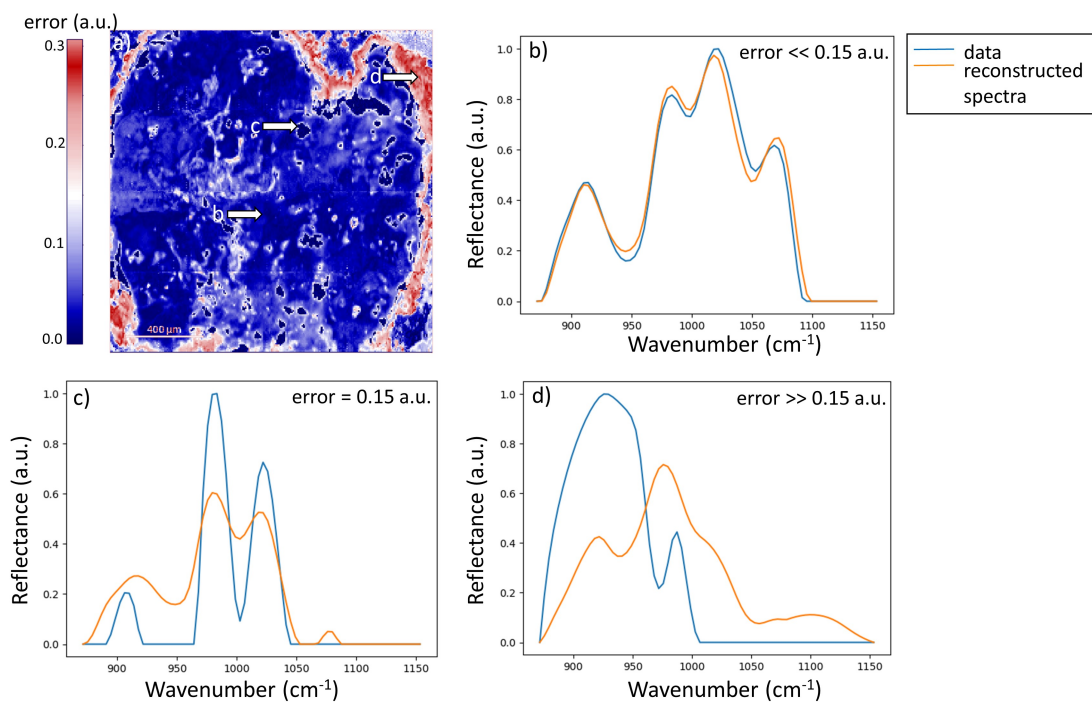 error (a.u.)
0.3
0.2
0.1
0.0
a)
d
c
b
400 µm
b)
error << 0.15 a.u.
1.0
0.8
0.6
0.4
0.2
0.0
Reflectance (a.u.)
900 950 1000 1050 1100 1150
Wavenumber (cm⁻¹)
data
reconstructed
spectra
c)
error = 0.15 a.u.
1.0
0.8
0.6
0.4
0.2
0.0
Reflectance (a.u.)
900 950 1000 1050 1100 1150
Wavenumber (cm⁻¹)
d)
error >> 0.15 a.u.
1.0
0.8
0.6
0.4
0.2
0.0
Reflectance (a.u.)
900 950 1000 1050 1100 1150
Wavenumber (cm⁻¹)